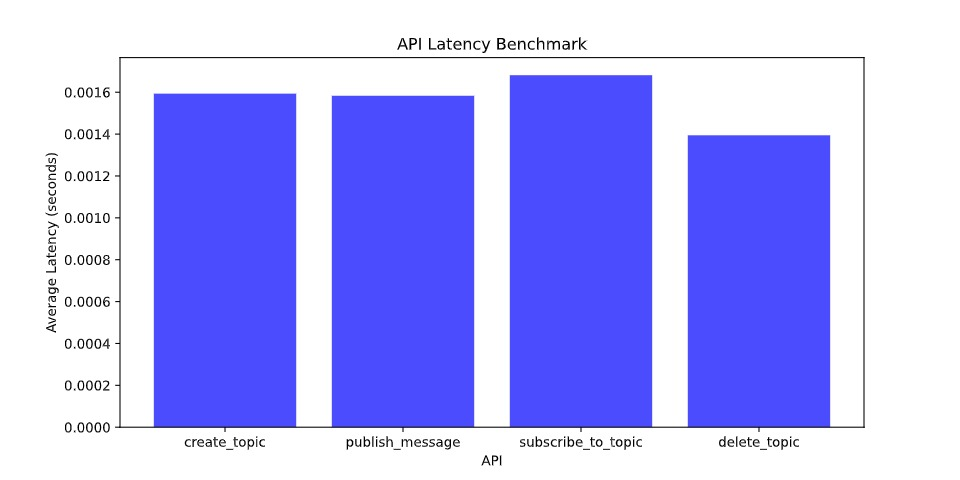 API Latency Benchmark
Average Latency (seconds)
0.0016
0.0014
0.0012
0.0010
0.0008
0.0006
0.0004
0.0002
0.0000
create_topic
publish_message
subscribe_to_topic
delete_topic
API